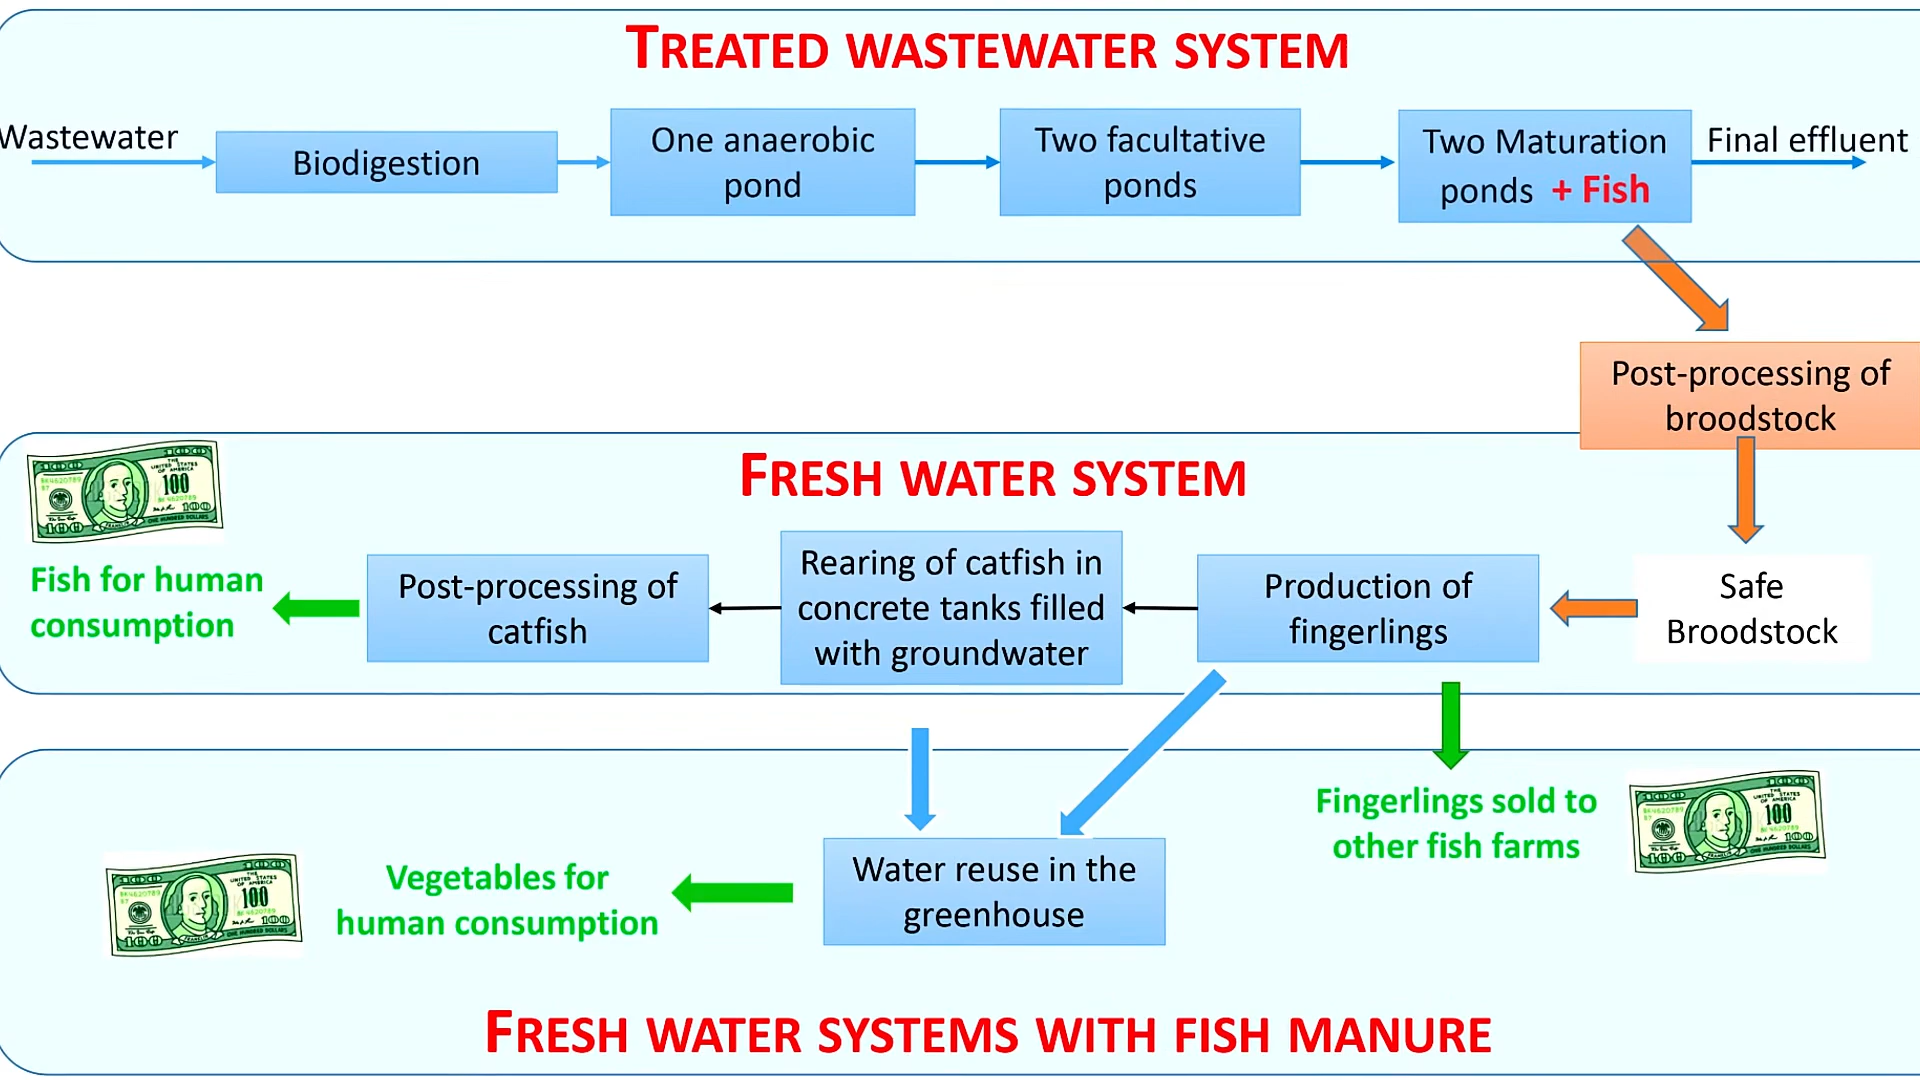 TREATED WASTEWATER SYSTEM
Wastewater
Biodigestion
One anaerobic
pond
Two facultative
ponds
Two Maturation
ponds + Fish
Final effluent
Post-processing of
broodstock
FRESH WATER SYSTEM
Fish for human
consumption
Post-processing of
catfish
Rearing of catfish in
concrete tanks filled
with groundwater
Production of
fingerlings
Safe
Broodstock
Fingerlings sold to
other fish farms
Vegetables for
human consumption
Water reuse in the
greenhouse
FRESH WATER SYSTEMS WITH FISH MANURE